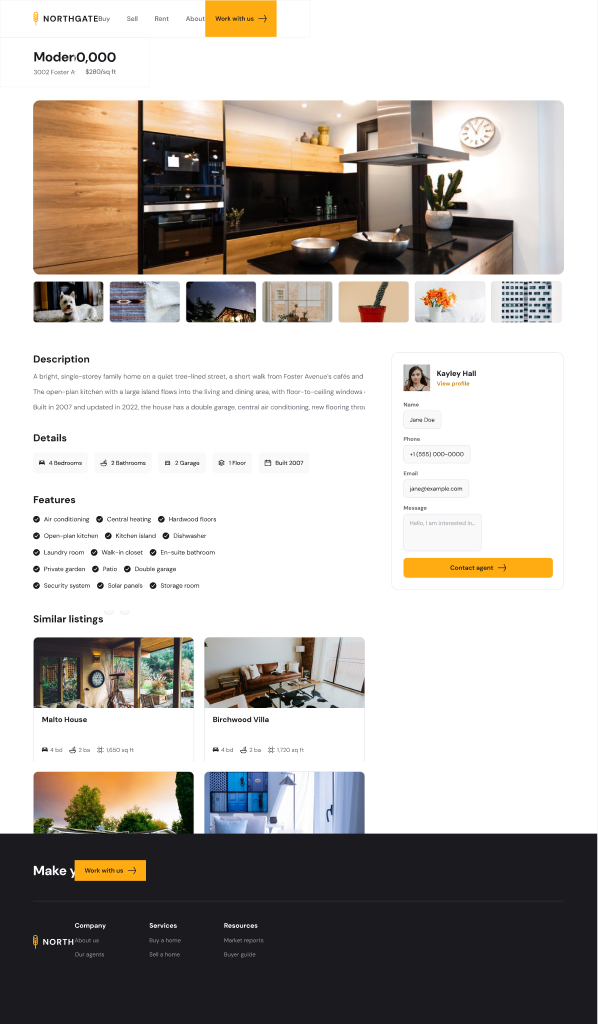 NORTHGATE Buy Sell Rent About Work with us
Moder 0,000
3002 Foster A $280/sq ft
Description
A bright, single-storey family home on a quiet tree-lined street, a short walk from Foster Avenue's cafés and
The open-plan kitchen with a large island flows into the living and dining area, with floor-to-ceiling windows
Built in 2007 and updated in 2022, the house has a double garage, central air conditioning, new flooring throu
Details
4 Bedrooms 2 Bathrooms 2 Garage 1 Floor Built 2007
Features
Air conditioning Central heating Hardwood floors
Open-plan kitchen Kitchen island Dishwasher
Laundry room Walk-in closet En-suite bathroom
Private garden Patio Double garage
Security system Solar panels Storage room
Kayley Hall
View profile
Name
Jane Doe
Phone
+1 (555) 000-0000
Email
jane@example.com
Message
Hello, I am interested in...
Contact agent
Similar listings
Malto House
4 bd 2 ba 1,650 sq ft
Birchwood Villa
4 bd 2 ba 1,720 sq ft
Make y Work with us
NORTH
Company
About us
Our agents
Services
Buy a home
Sell a home
Resources
Market reports
Buyer guide